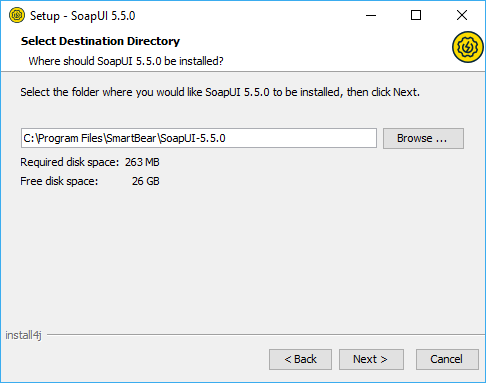 Setup - SoapUI 5.5.0
Select Destination Directory
Where should SoapUI 5.5.0 be installed?
Select the folder where you would like SoapUI 5.5.0 to be installed, then click Next.
C:\Program Files\SmartBear\SoapUI-5.5.0
Browse ...
Required disk space: 263 MB
Free disk space: 26 GB
install4j
< Back
Next >
Cancel